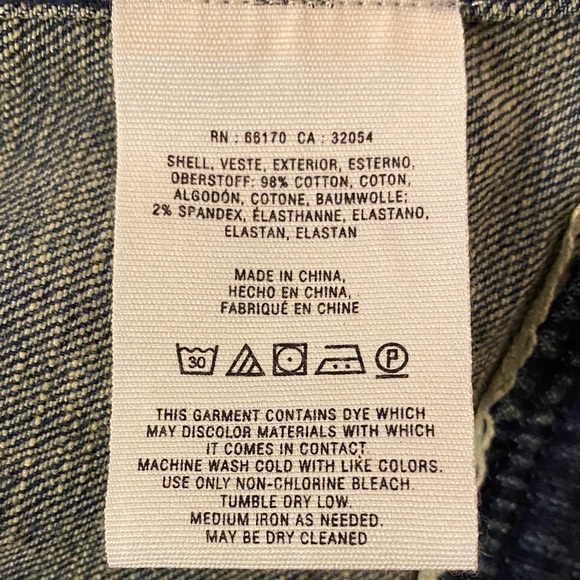 RN : 66170 CA : 32054
SHELL, VESTE, EXTERIOR, ESTERNO,
OBERSTOFF: 98% COTTON, COTON,
ALGODÓN, COTONE, BAUMWOLLE;
2% SPANDEX, ÉLASTHANNE, ELASTANO,
ELASTAN, ELASTAN
MADE IN CHINA,
HECHO EN CHINA,
FABRIQUÉ EN CHINE
30 P
THIS GARMENT CONTAINS DYE WHICH
MAY DISCOLOR MATERIALS WITH WHICH
IT COMES IN CONTACT.
MACHINE WASH COLD WITH LIKE COLORS.
USE ONLY NON-CHLORINE BLEACH.
TUMBLE DRY LOW.
MEDIUM IRON AS NEEDED.
MAY BE DRY CLEANED